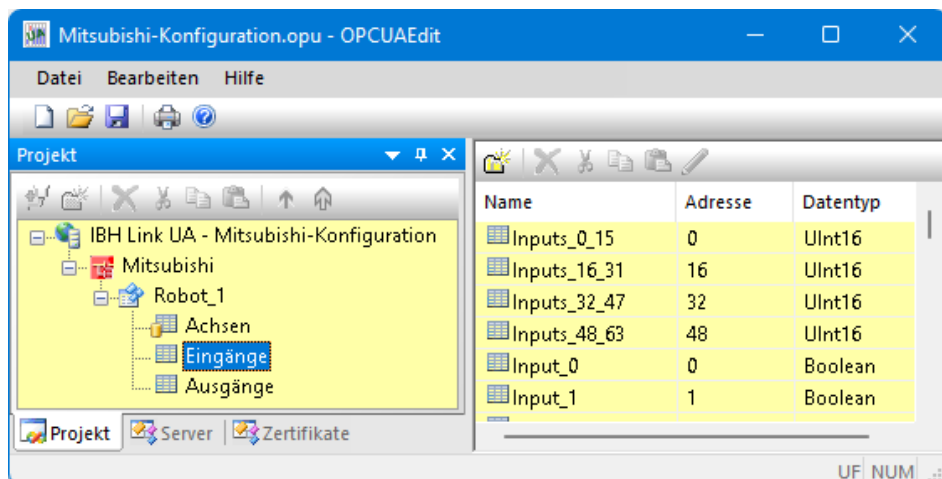 Mitsubishi-Konfiguration.opu - OPCUAEdit
Datei Bearbeiten Hilfe
Projekt
IBH Link UA - Mitsubishi-Konfiguration
Mitsubishi
Robot_1
Achsen
Eingänge
Ausgänge
Projekt Server Zertifikate
Name Adresse Datentyp
Inputs_0_15 0 UInt16
Inputs_16_31 16 UInt16
Inputs_32_47 32 UInt16
Inputs_48_63 48 UInt16
Input_0 0 Boolean
Input_1 1 Boolean
UF NUM